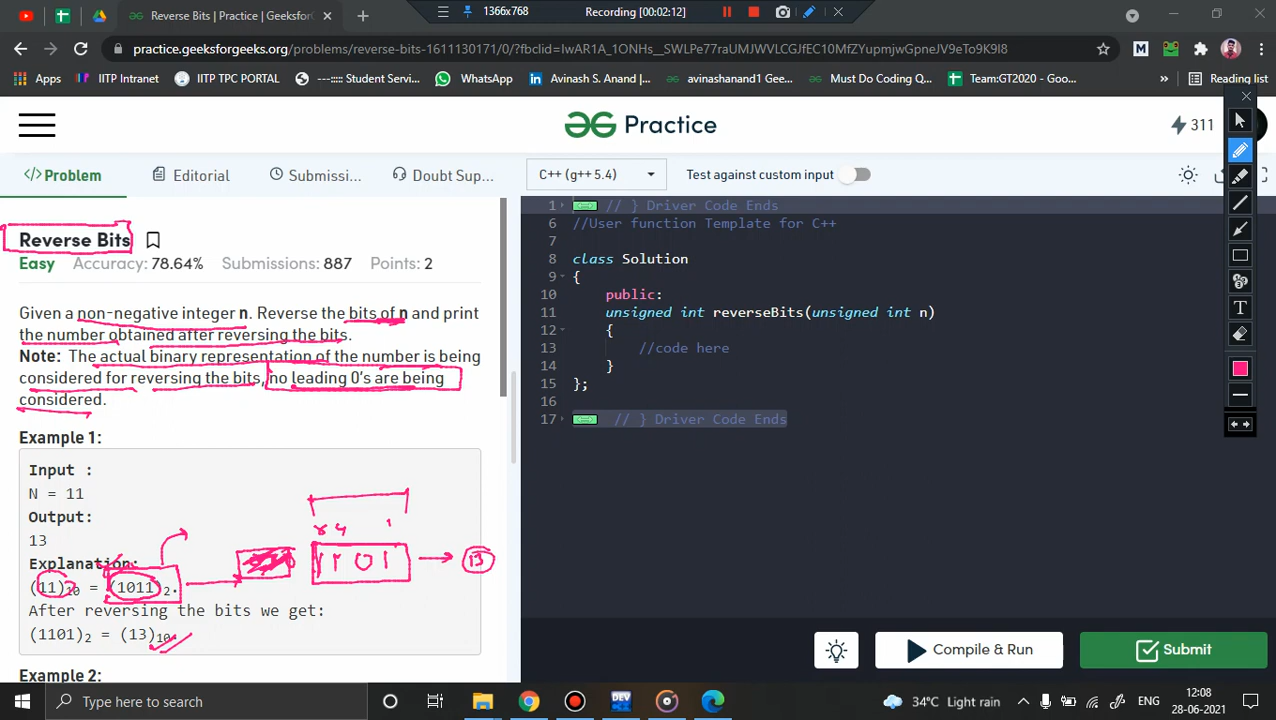 1366x768
Recording [00:02:12]
Reverse Bits | Practice | GeeksforG
practice.geeksforgeeks.org/problems/reverse-bits-1611130171/0/?fbclid=IwAR1A_1ONHs__SWLPe77raUMJWVLCGJfEC10MfZYupmjwGpneJV9eTo9K9I8
Apps
IITP Intranet
IITP TPC PORTAL
---:::: Student Servi...
WhatsApp
Avinash S. Anand |...
avinashanand1 Gee...
Must Do Coding Q...
Team:GT2020 - Goo...
»
Reading list
Practice
311
</> Problem
Editorial
Submissi...
Doubt Sup...
C++ (g++ 5.4)
Test against custom input
Reverse Bits
Easy Accuracy: 78.64% Submissions: 887 Points: 2
Given a non-negative integer n. Reverse the bits of n and print
the number obtained after reversing the bits.
Note: The actual binary representation of the number is being
considered for reversing the bits, no leading 0's are being
considered.
Example 1:
Input :
N = 11
Output:
13
Explanation:
(11)10 = (1011)2.
1101
13
After reversing the bits we get:
(1101)2 = (13)10.
Example 2:
1 // } Driver Code Ends
6 //User function Template for C++
7
8 class Solution
9 {
10 public:
11 unsigned int reverseBits(unsigned int n)
12 {
13 //code here
14 }
15 };
16
17 // } Driver Code Ends
Compile & Run
Submit
Type here to search
DEV
34°C Light rain
ENG
12:08
28-06-2021